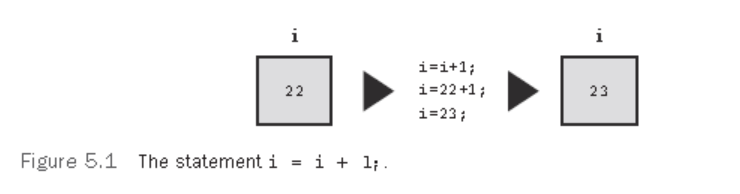 i i
22 23
i=i+1;
i=22+1;
i=23;
Figure 5.1 The statement i = i + 1;.